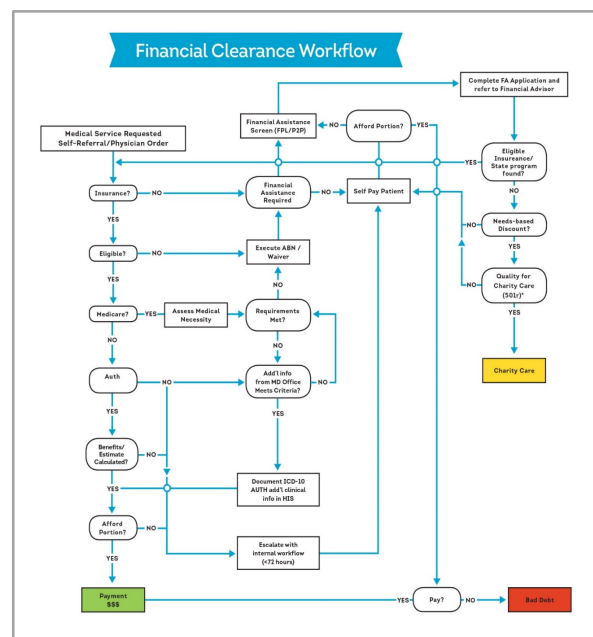 Financial Clearance Workflow
Complete FA Application and
refer to Financial Advisor
Financial Assistance
Screen (FPL/P2P)
NO
Afford Portion?
YES
Medical Service Requested
Self-Referral/Physician Order
YES
Eligible
Insureance/
State program
found?
Insurance?
NO
Financial
Assistance
Required
NO
Self Pay Patient
NO
YES
NO
Needs-based
Discount?
Eligible?
NO
Execute ABN /
Waiver
YES
YES
NO
NO
Quality for
Charity Care
(501r)*
Medicare?
YES
Assess Medical
Necessity
Requirements
Met?
YES
NO
NO
Charity Care
Auth
NO
Add'l info
from MD Office
Meets Criteria?
NO
YES
YES
Benefits/
Estimate
Calculated?
NO
YES
Document ICD-10
AUTH add'l clinical
info in HIS
Afford
Portion?
NO
Escalate with
internal workflow
(<72 hours)
YES
Payment
$$$
YES
Pay?
NO
Bad Debt